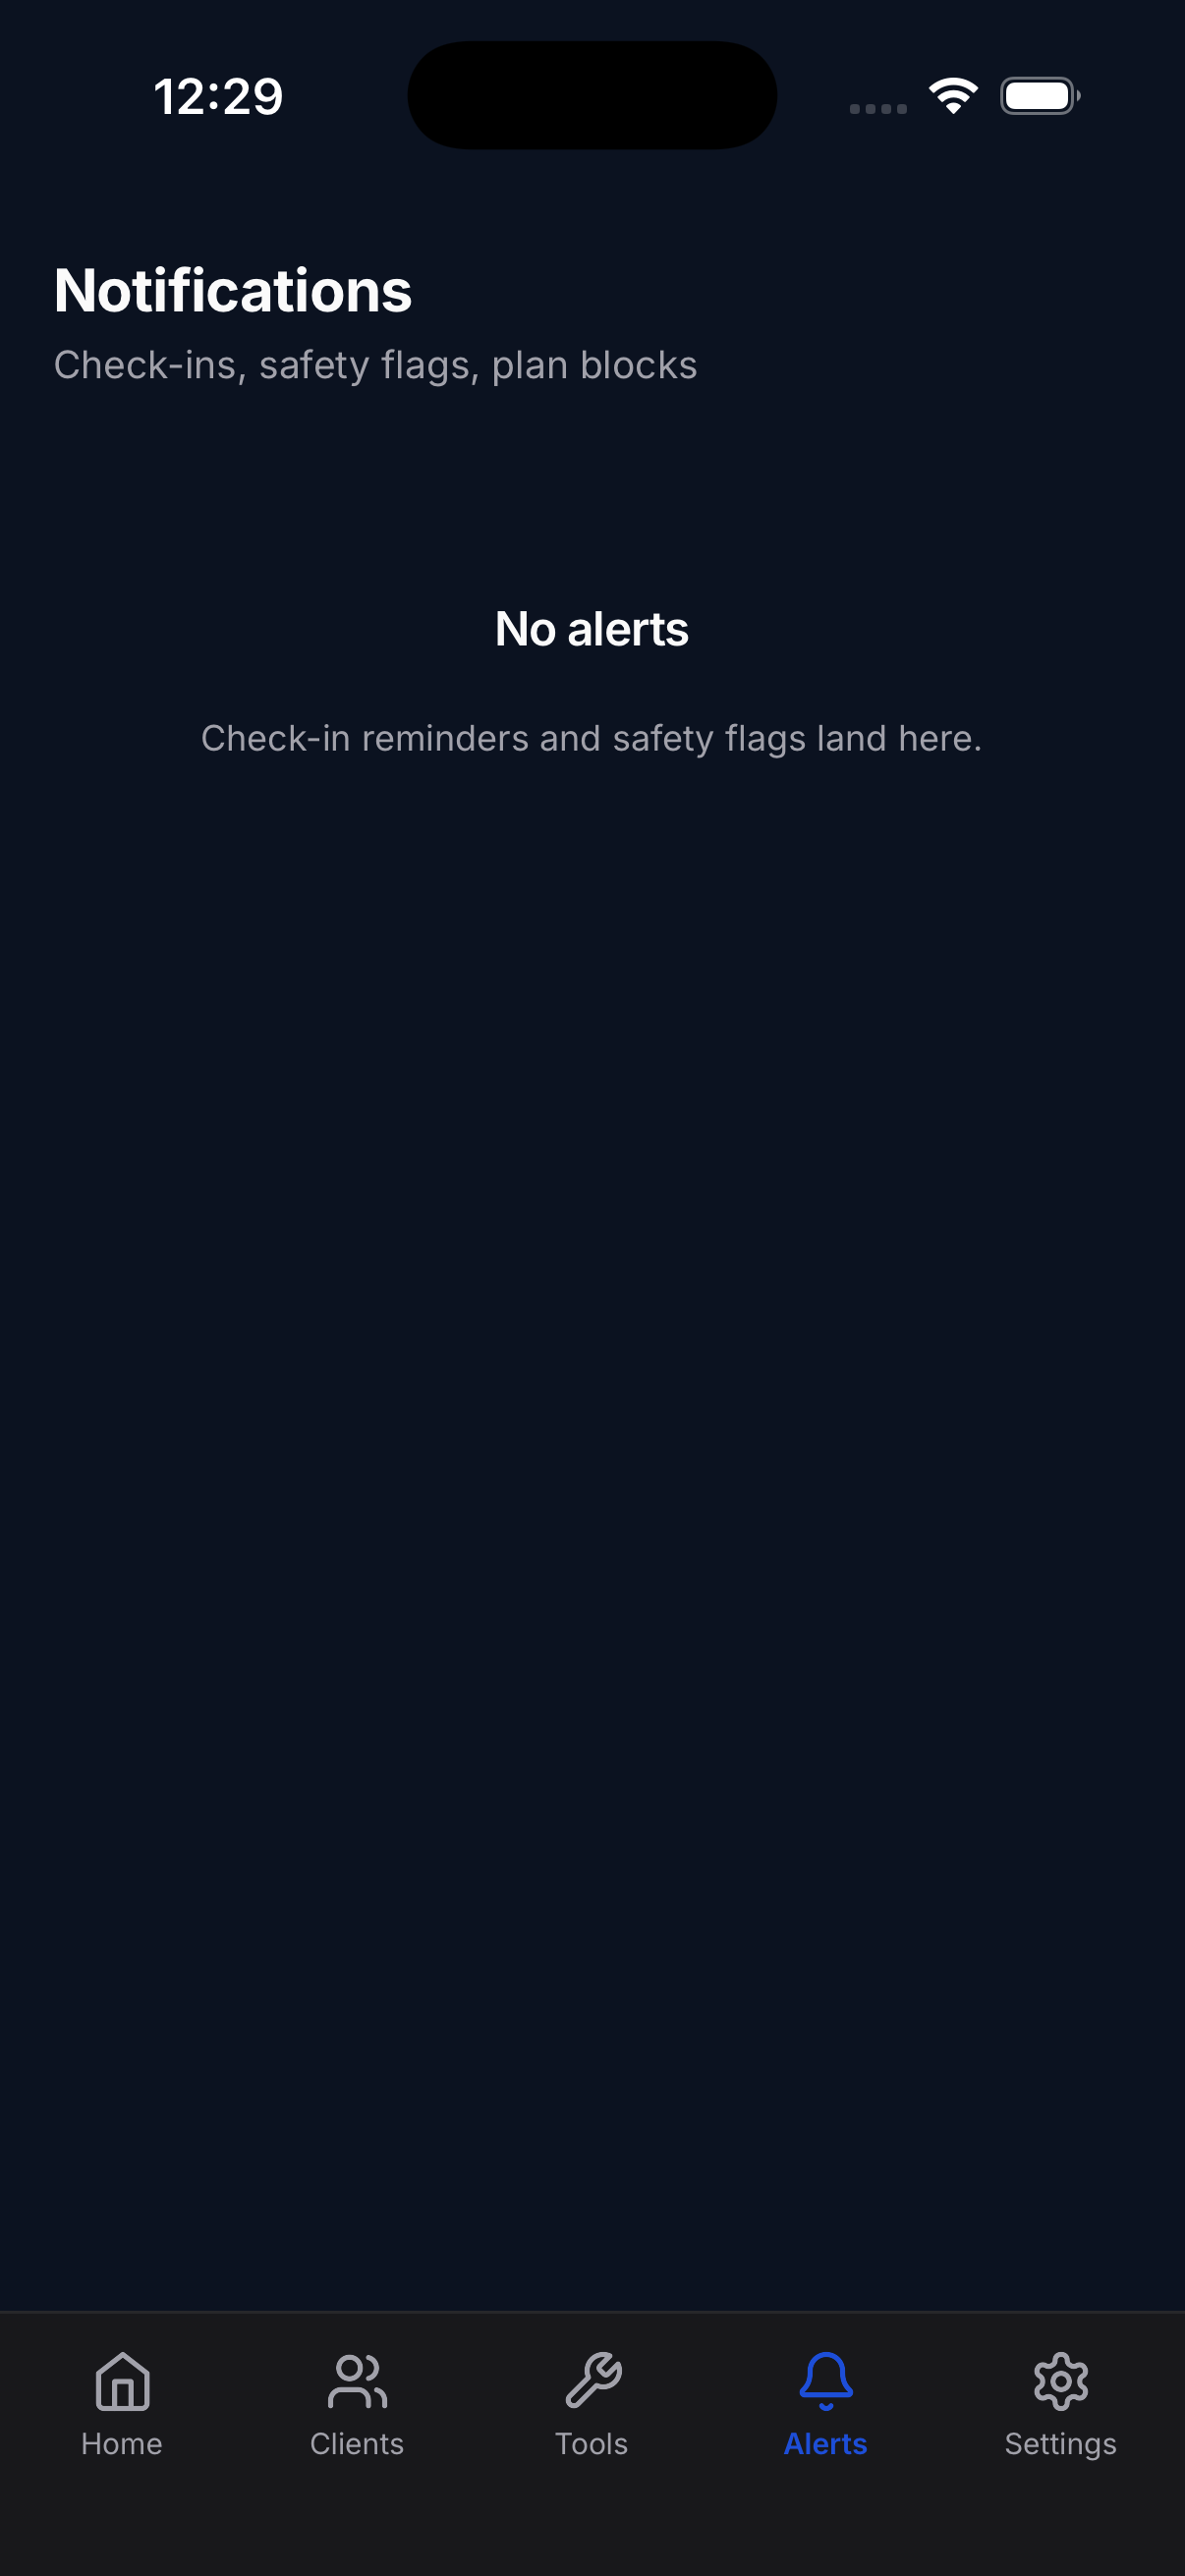 12:29
Notifications
Check-ins, safety flags, plan blocks
No alerts
Check-in reminders and safety flags land here.
Home
Clients
Tools
Alerts
Settings